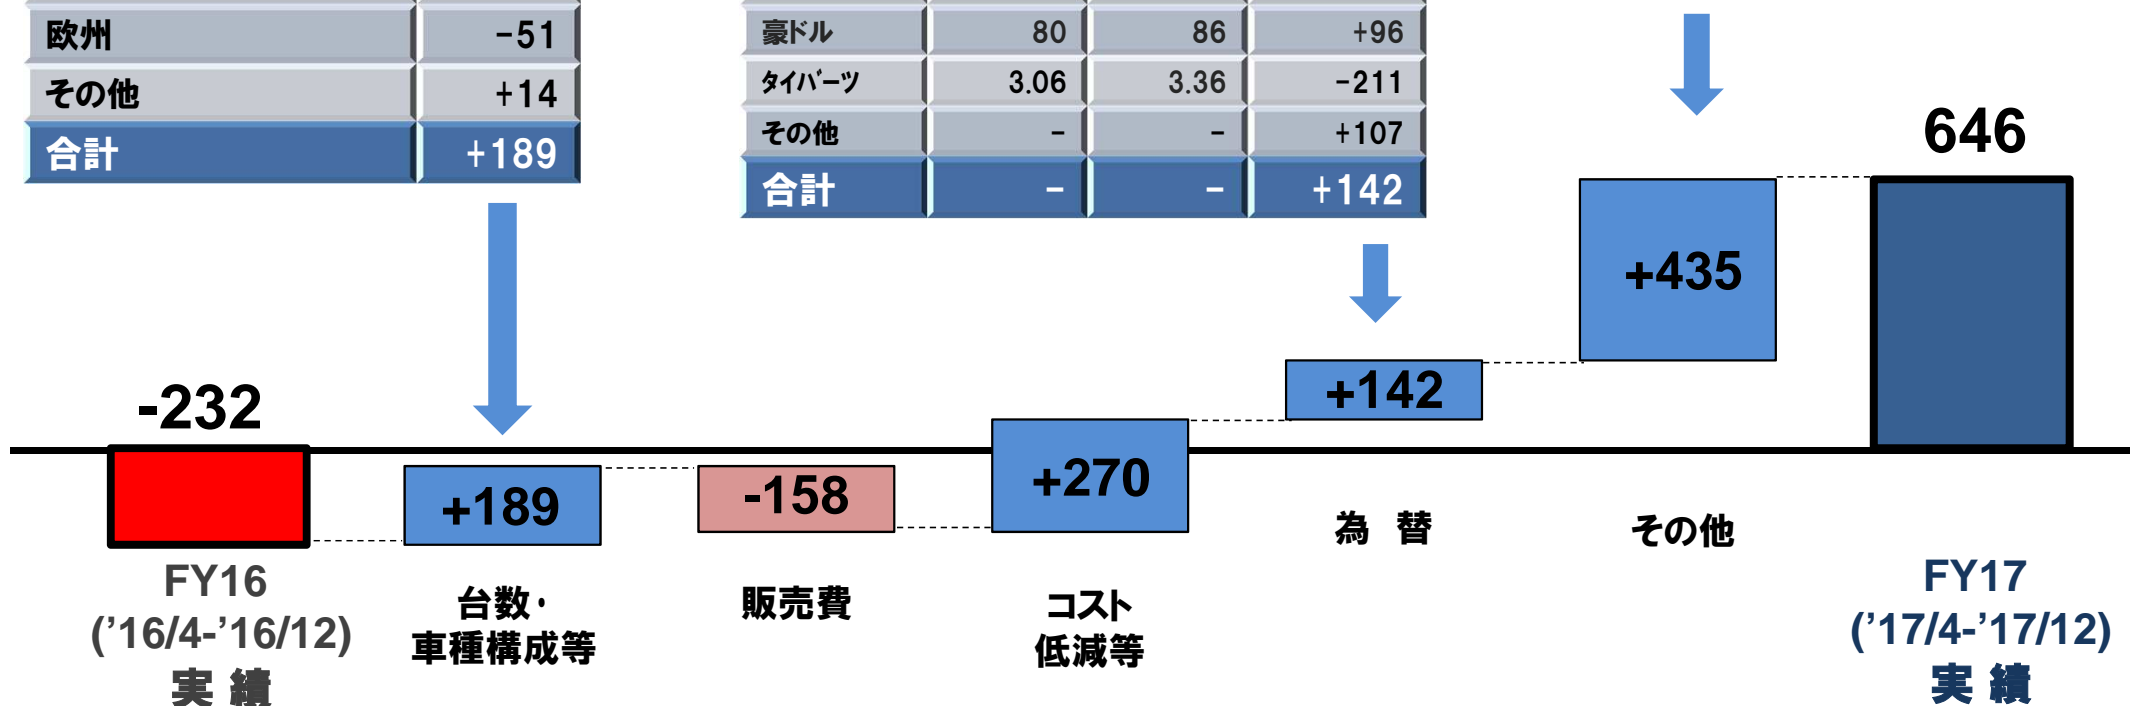 欧州 -51
その他 +14
合計 +189
豪ドル 80 86 +96
タイバーツ 3.06 3.36 -211
その他 - - +107
合計 - - +142
646
+435
+142
-232
+189
-158
+270
為 替
その他
FY16
('16/4-'16/12)
実 績
台数・
車種構成等
販売費
コスト
低減等
FY17
('17/4-'17/12)
実 績